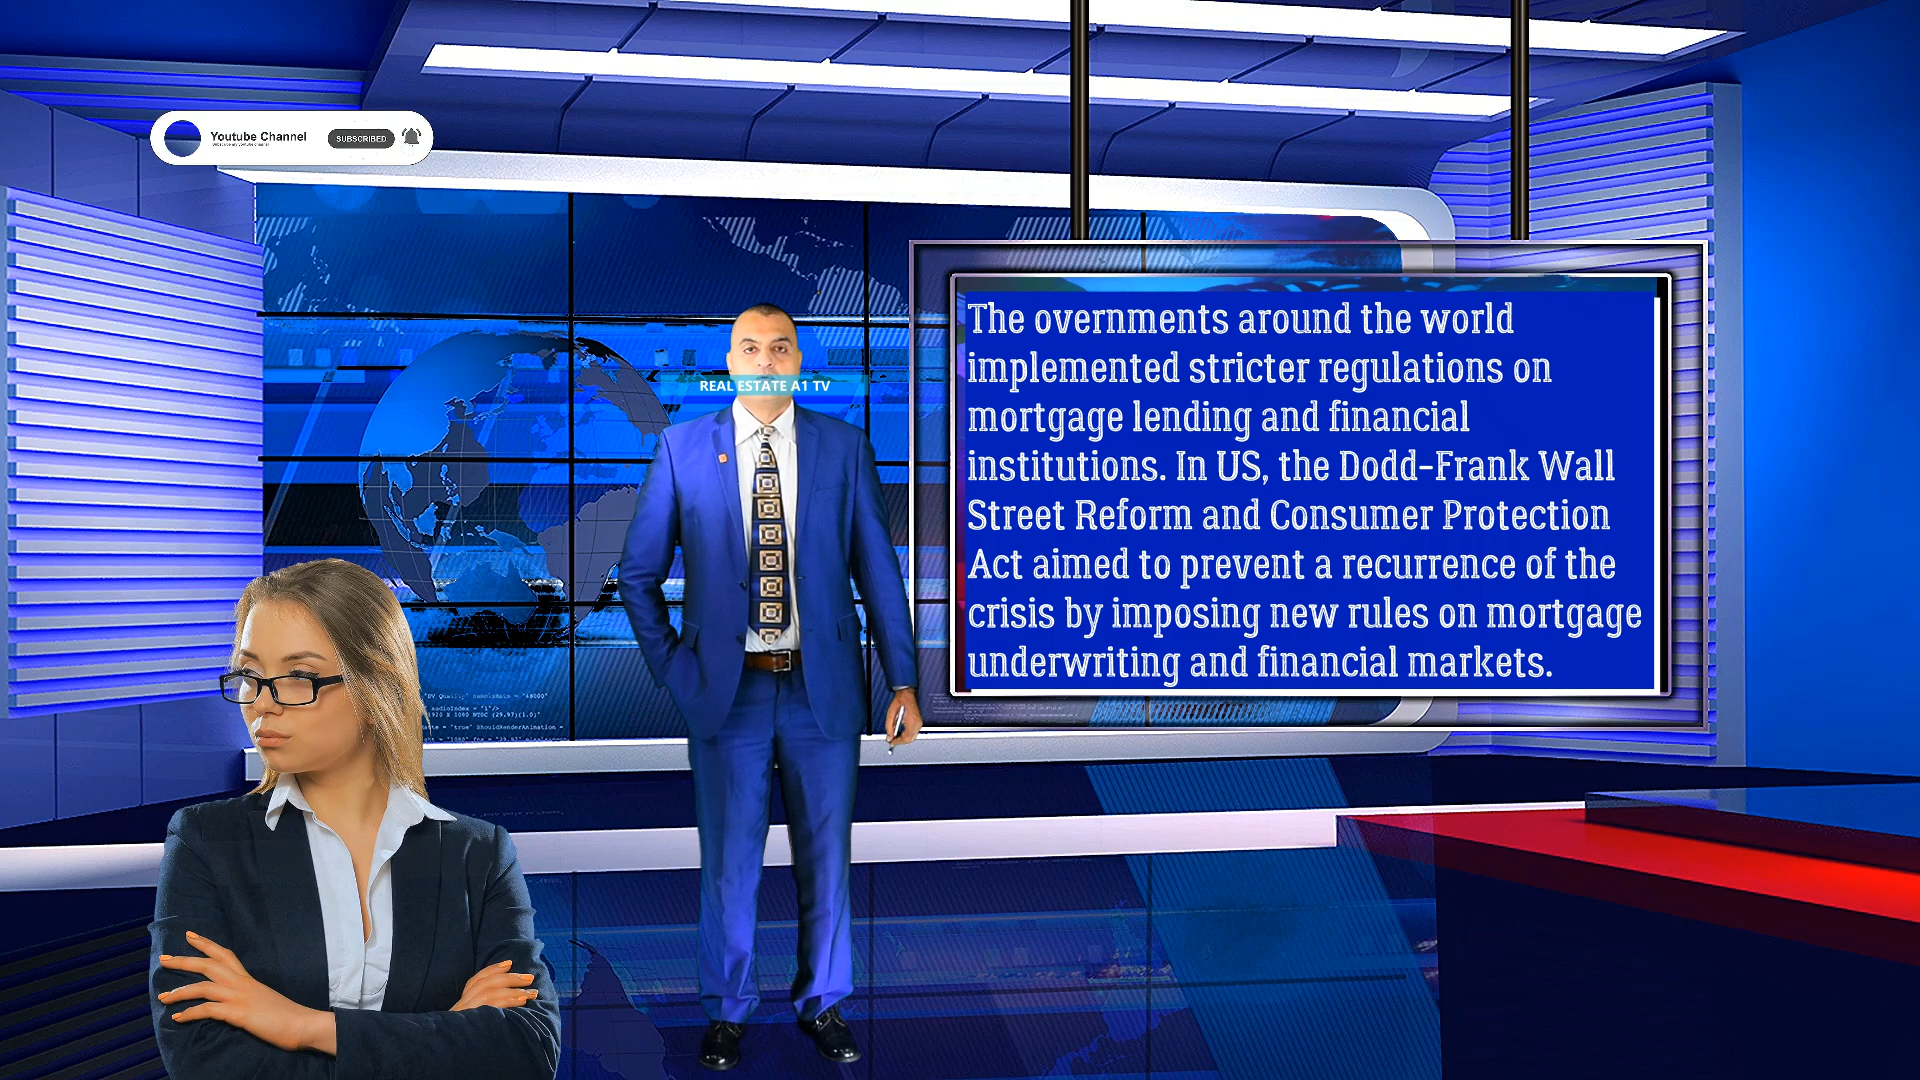 Youtube Channel
SUBSCRIBED
REAL ESTATE A1 TV
The overnments around the world
implemented stricter regulations on
mortgage lending and financial
institutions. In US, the Dodd-Frank Wall
Street Reform and Consumer Protection
Act aimed to prevent a recurrence of the
crisis by imposing new rules on mortgage
underwriting and financial markets.